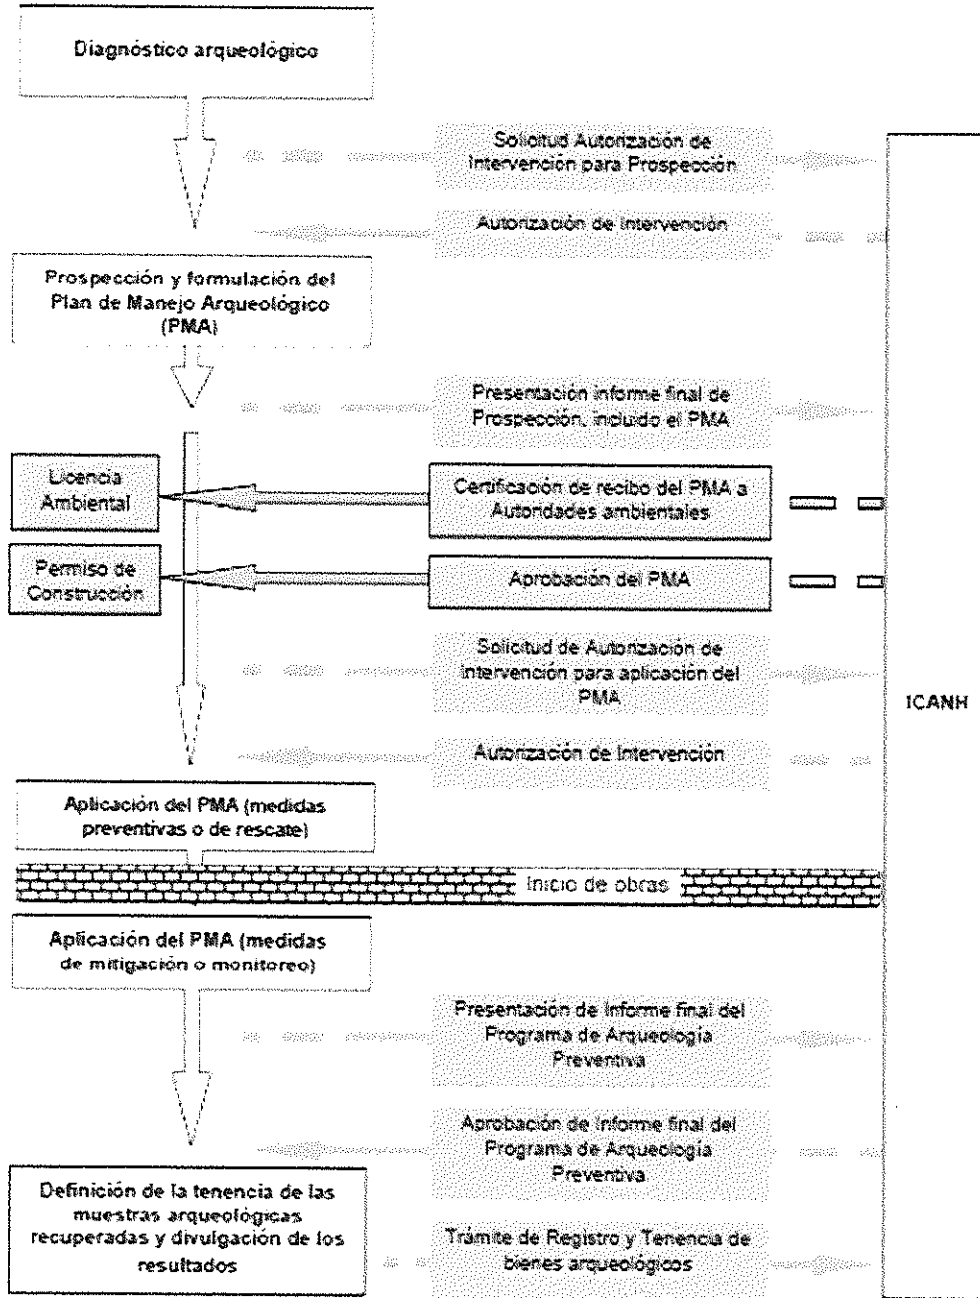 Diagnóstico arqueológico
Solicitud Autorización de
Intervención para Prospección
Autorización de Intervención
Prospección y formulación del
Plan de Manejo Arqueológico
(PMA)
Presentación informe final de
Prospección, incluido el PMA
Licencia
Ambiental
Certificación de recibo del PMA a
Autoridades ambientales
Permiso de
Construcción
Aprobación del PMA
Solicitud de Autorización de
Intervención para aplicación del
PMA
ICANH
Autorización de Intervención
Aplicación del PMA (medidas
preventivas o de rescate)
Inicio de obras
Aplicación del PMA (medidas
de mitigación o monitoreo)
Presentación de Informe final del
Programa de Arqueología
Preventiva
Aprobación de Informe final del
Programa de Arqueología
Preventiva
Definición de la tenencia de las
muestras arqueológicas
recuperadas y divulgación de los
resultados
Trámite de Registro y Tenencia de
bienes arqueológicos